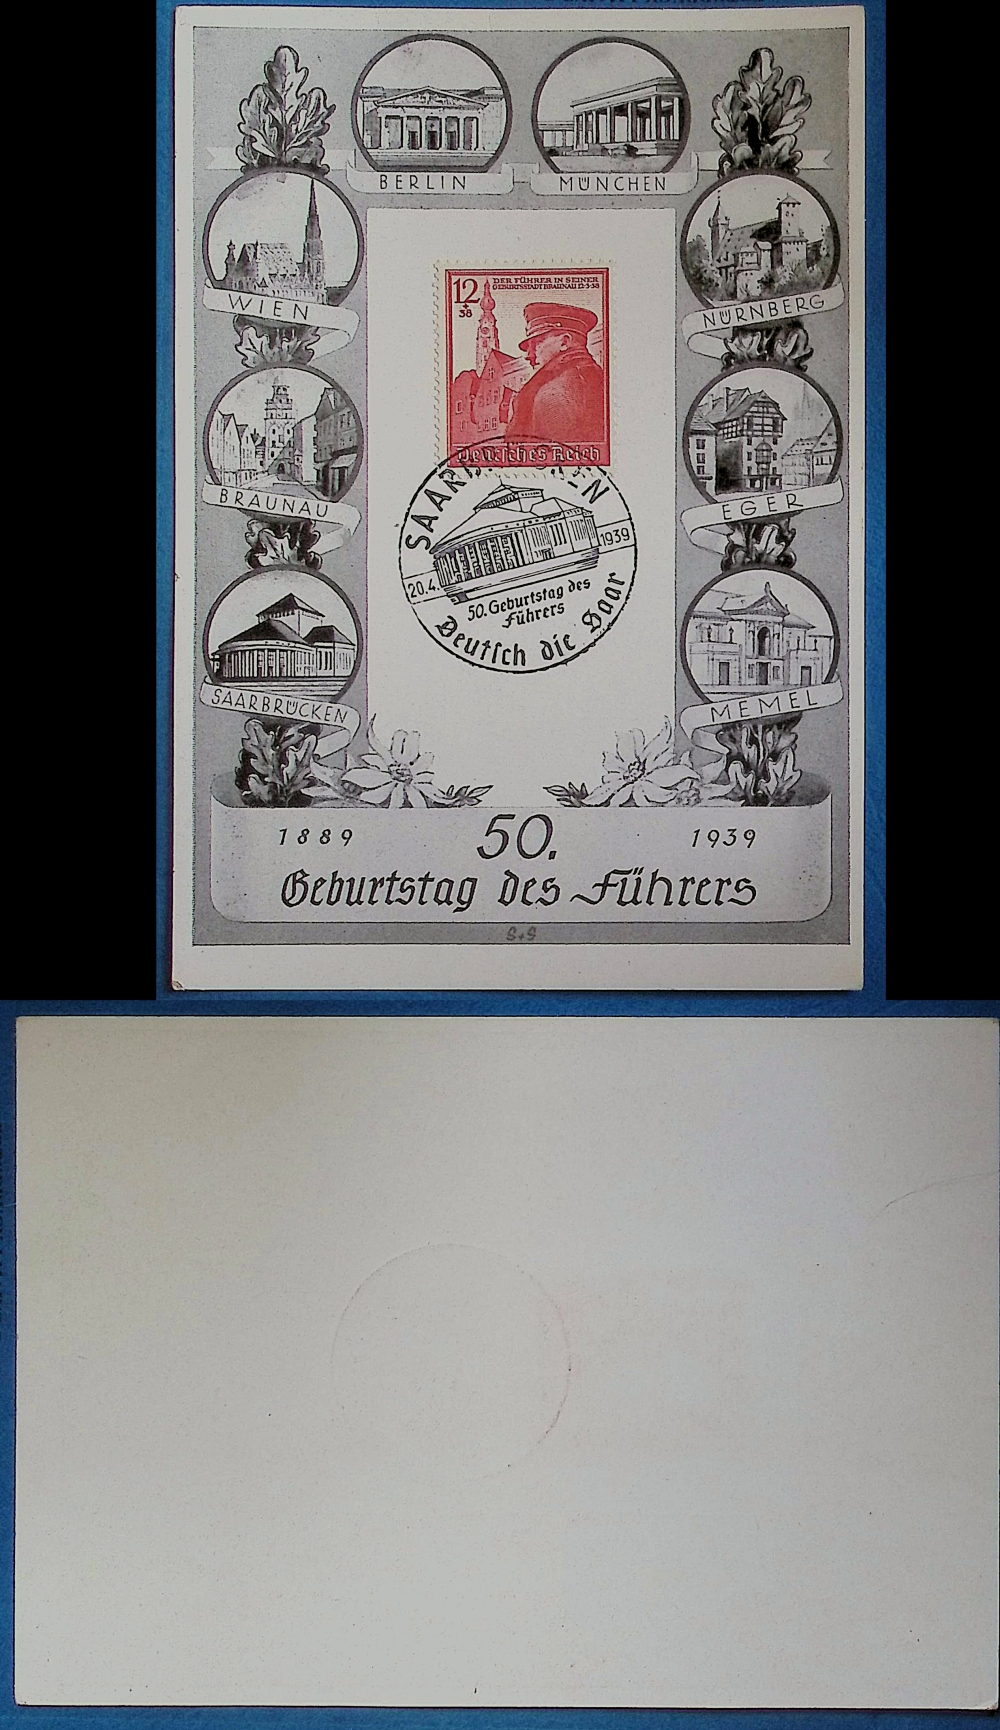 BERLIN
MÜNCHEN
WIEN
NÜRNBERG
12
+
38
DER FÜHRER IN SEINER
GEBURTSSTADT BRAUNAU 12·3·38
Deutsches Reich
BRAUNAU
EGER
SAARBRÜCKEN
20.4.
1939
50. Geburtstag des
Führers
Deutsch die Saar
SAARBRÜCKEN
MEMEL
1889
50.
1939
Geburtstag des Führers
S+S